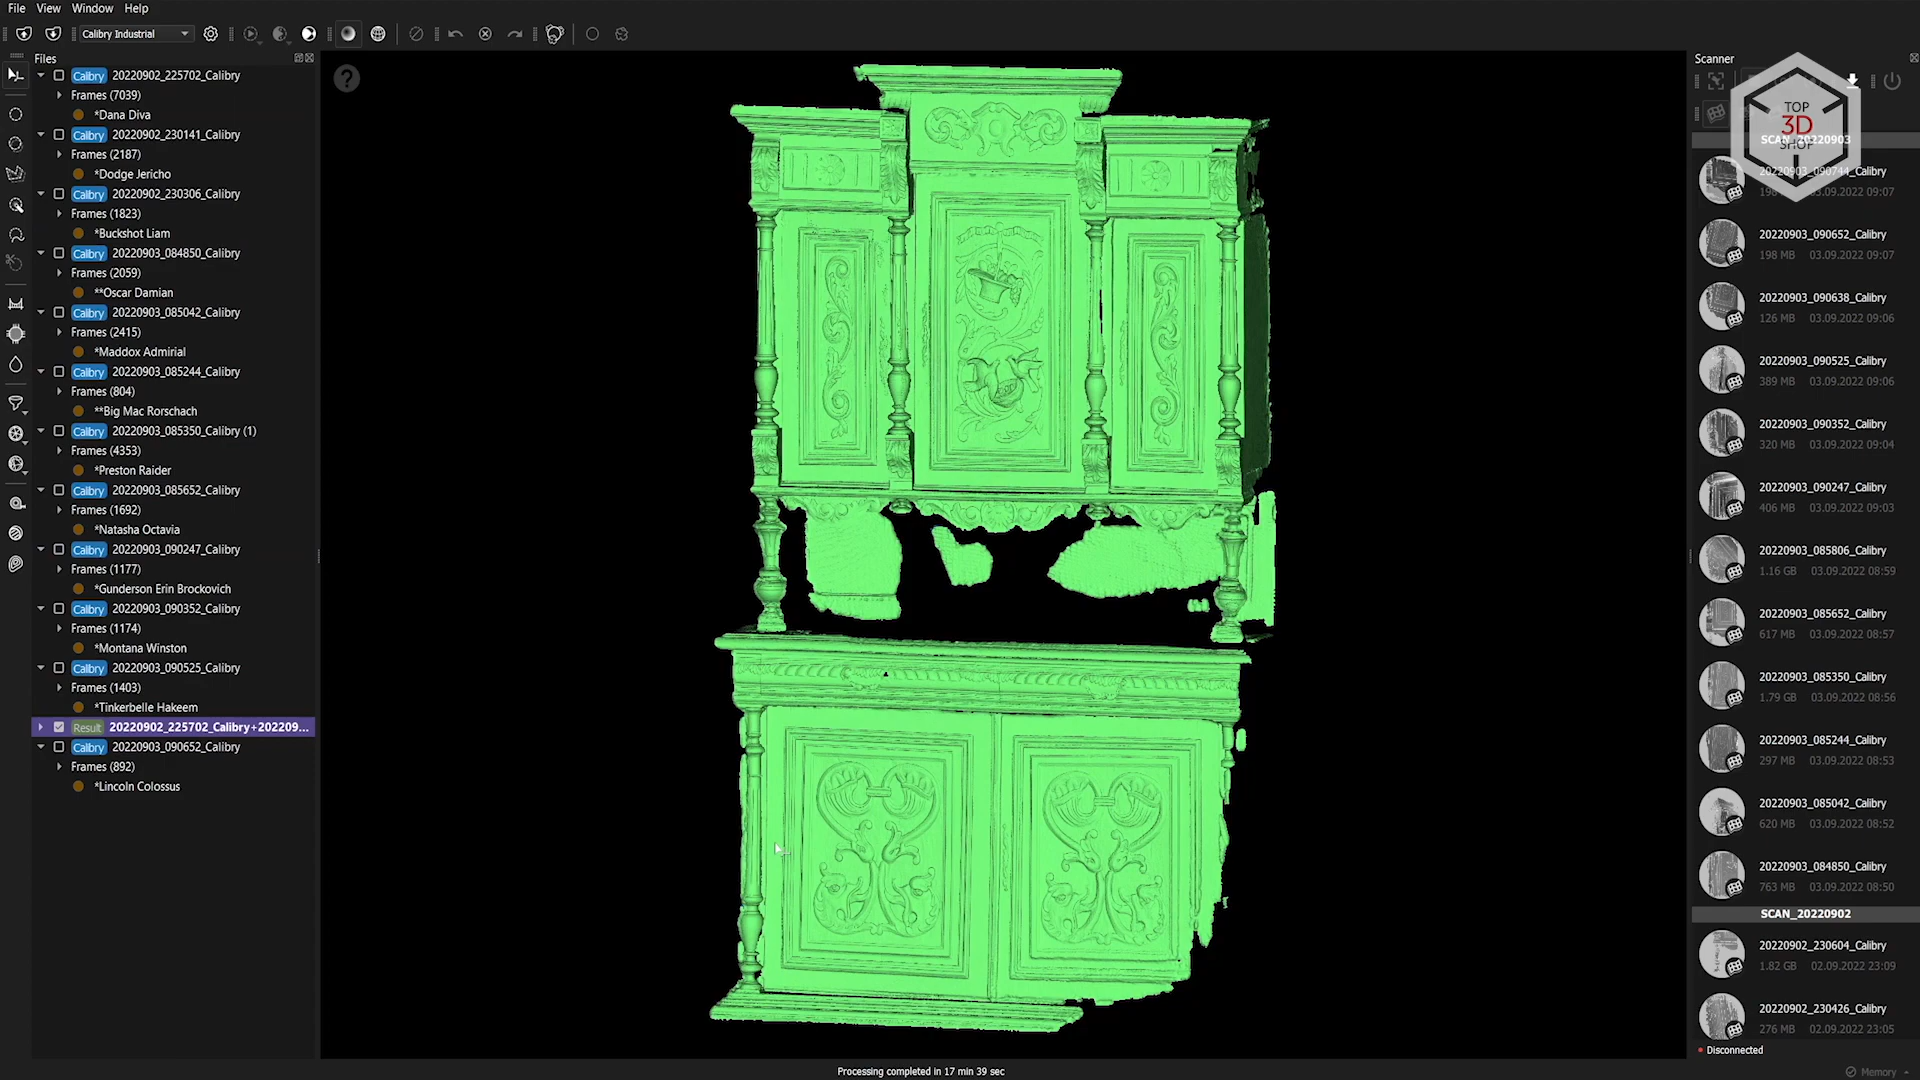 File View Window Help
Calibry Industrial
Files
Calibry 20220902_225702_Calibry
Frames (7039)
*Dana Diva
Calibry 20220902_230141_Calibry
Frames (2187)
*Dodge Jericho
Calibry 20220902_230306_Calibry
Frames (1823)
*Buckshot Liam
Calibry 20220903_084850_Calibry
Frames (2059)
**Oscar Damian
Calibry 20220903_085042_Calibry
Frames (2415)
*Maddox Admirial
Calibry 20220903_085244_Calibry
Frames (804)
**Big Mac Rorschach
Calibry 20220903_085350_Calibry (1)
Frames (4353)
*Preston Raider
Calibry 20220903_085652_Calibry
Frames (1692)
*Natasha Octavia
Calibry 20220903_090247_Calibry
Frames (1177)
*Gunderson Erin Brockovich
Calibry 20220903_090352_Calibry
Frames (1174)
*Montana Winston
Calibry 20220903_090525_Calibry
Frames (1403)
*Tinkerbelle Hakeem
Result 20220902_225702_Calibry+202209...
Calibry 20220903_090652_Calibry
Frames (892)
*Lincoln Colossus
?
Processing completed in 17 min 39 sec
Scanner
TOP
3D
SHOP
SCAN_20220903
20220903_090744_Calibry
03.09.2022 09:07
20220903_090652_Calibry
198 MB 03.09.2022 09:07
20220903_090638_Calibry
126 MB 03.09.2022 09:06
20220903_090525_Calibry
389 MB 03.09.2022 09:06
20220903_090352_Calibry
320 MB 03.09.2022 09:04
20220903_090247_Calibry
406 MB 03.09.2022 09:03
20220903_085806_Calibry
1.16 GB 03.09.2022 08:59
20220903_085652_Calibry
617 MB 03.09.2022 08:57
20220903_085350_Calibry
1.79 GB 03.09.2022 08:56
20220903_085244_Calibry
297 MB 03.09.2022 08:53
20220903_085042_Calibry
620 MB 03.09.2022 08:52
20220903_084850_Calibry
763 MB 03.09.2022 08:50
SCAN_20220902
20220902_230604_Calibry
1.82 GB 02.09.2022 23:09
20220902_230426_Calibry
276 MB 02.09.2022 23:05
Disconnected
Memory